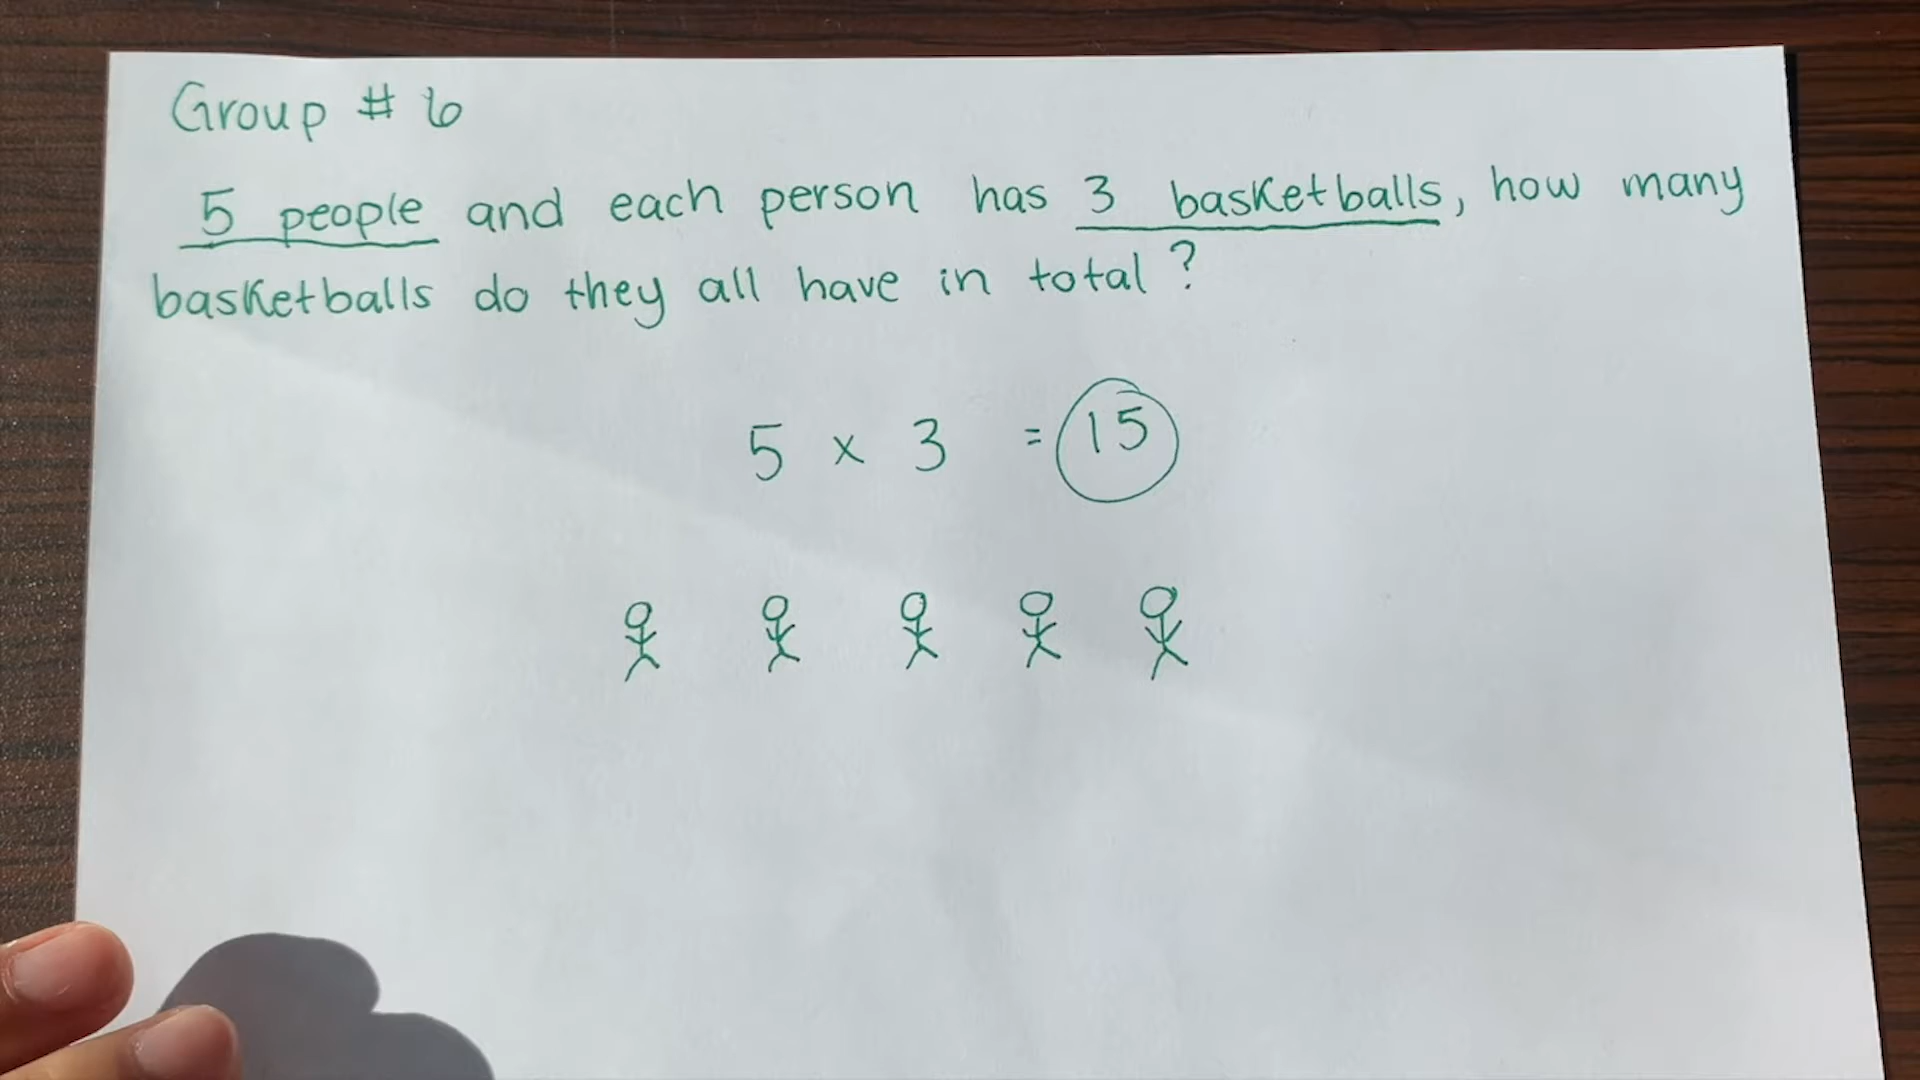 Group # 6
5 people and each person has 3 basketballs, how many
basketballs do they all have in total?
5 x 3 = 15